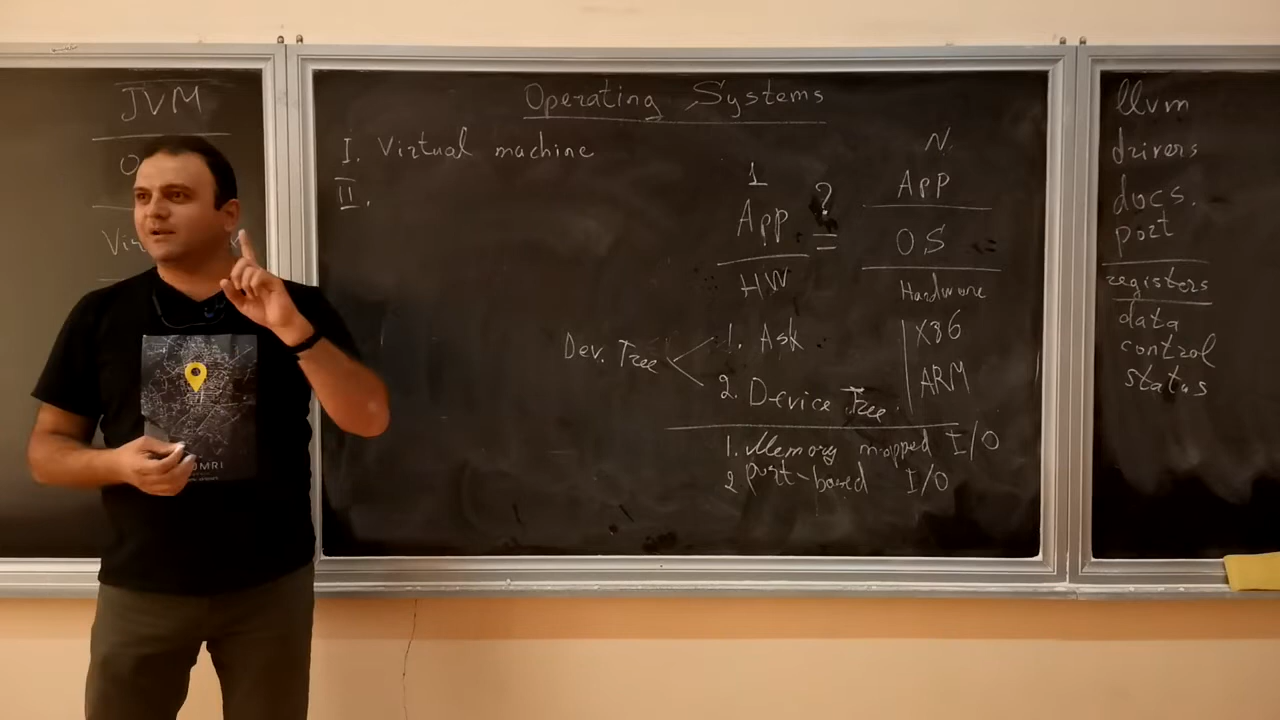 JVM
Operating Systems
I. Virtual machine
II.
1
App
HW
?
=
N.
App
OS
Hardware
X86
ARM
Dev. Tree
1. Ask
2. Device Tree
1. Memory mapped I/O
2 port-based I/O
llvm
drivers
docs.
port
registers
data
control
status